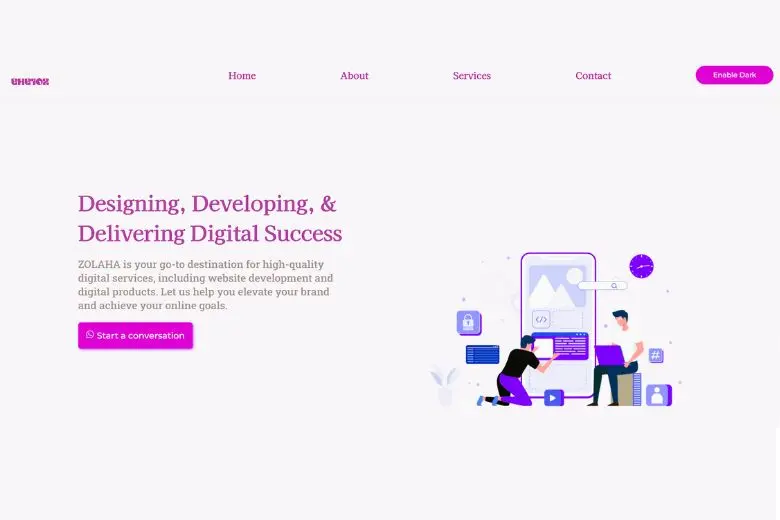 Home
About
Services
Contact
Enable Dark
Designing, Developing, &
Delivering Digital Success
ZOLAHA is your go-to destination for high-quality
digital services, including website development and
digital products. Let us help you elevate your brand
and achieve your online goals.
Start a conversation
</>
#